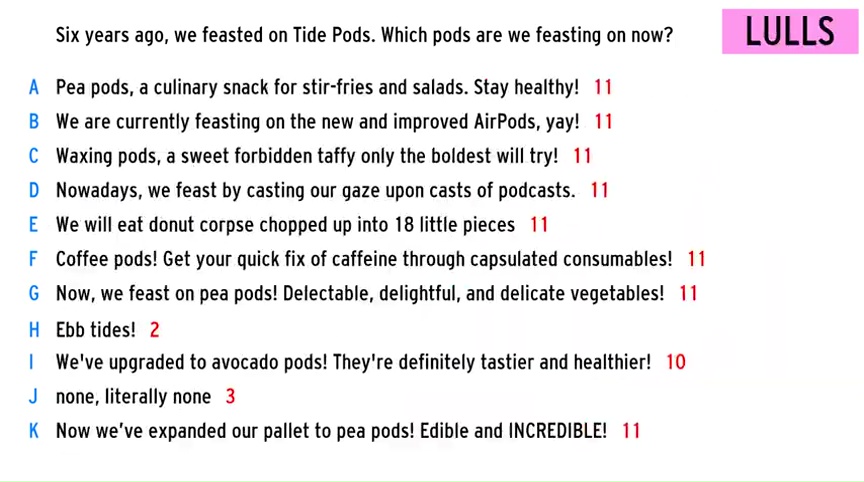 Six years ago, we feasted on Tide Pods. Which pods are we feasting on now?
LULLS
A Pea pods, a culinary snack for stir-fries and salads. Stay healthy! 11
B We are currently feasting on the new and improved AirPods, yay! 11
C Waxing pods, a sweet forbidden taffy only the boldest will try! 11
D Nowadays, we feast by casting our gaze upon casts of podcasts. 11
E We will eat donut corpse chopped up into 18 little pieces 11
F Coffee pods! Get your quick fix of caffeine through capsulated consumables! 11
G Now, we feast on pea pods! Delectable, delightful, and delicate vegetables! 11
H Ebb tides! 2
I We've upgraded to avocado pods! They're definitely tastier and healthier! 10
J none, literally none 3
K Now we’ve expanded our pallet to pea pods! Edible and INCREDIBLE! 11